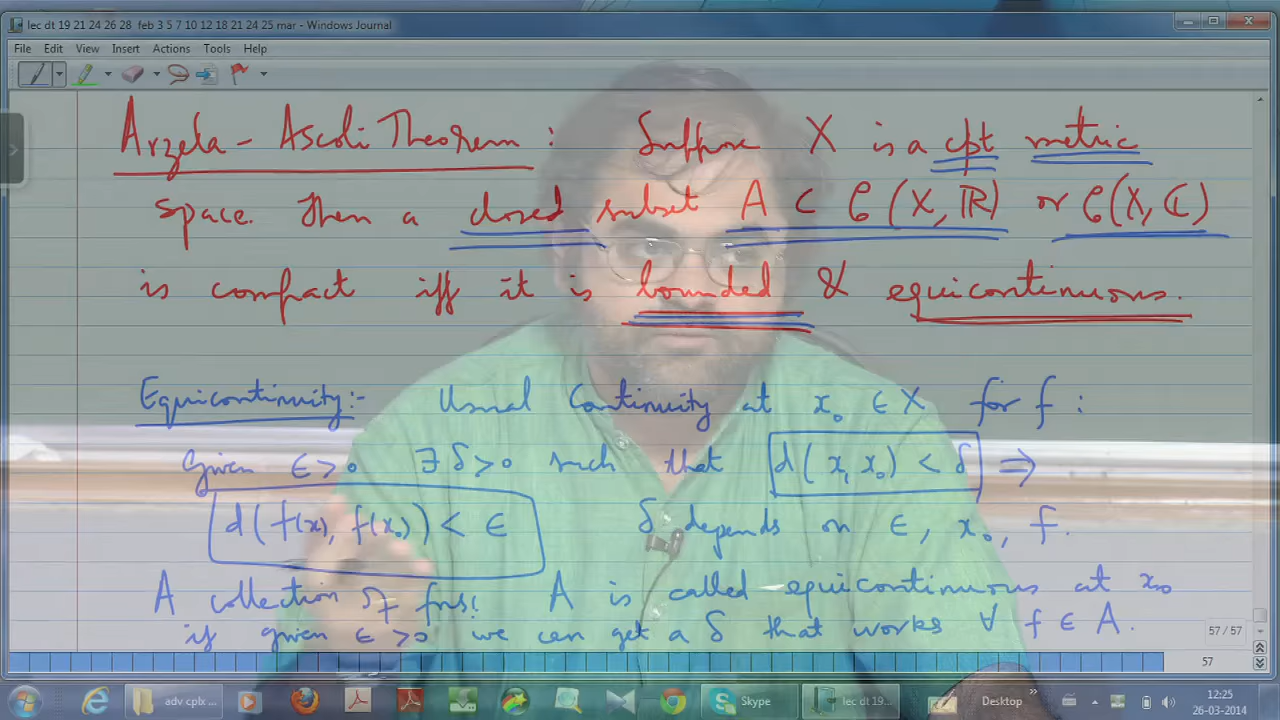 lec dt 19 21 24 26 28 feb 3 5 7 10 12 18 21 24 25 mar - Windows Journal
File Edit View Insert Actions Tools Help
Arzela - Ascoli Theorem : Suppose X is a cpt metric
space. Then a closed subset A ⊂ C(X, ℝ) or C(X, ℂ)
is compact iff it is bounded & equicontinuous.
Equicontinuity:- Usual Continuity at x₀ ∈ X for f :
Given ϵ>0 ∃ δ>0 such that d(x, x₀) < δ ⇒
d(f(x), f(x₀)) < ϵ δ depends on ϵ, x₀, f.
A collection of fns: A is called equicontinuous at x₀
if given ϵ>0 we can get a δ that works ∀ f ∈ A.
57 / 57
57
adv cplx ... Skype lec dt 19... Desktop
12:25
26-03-2014